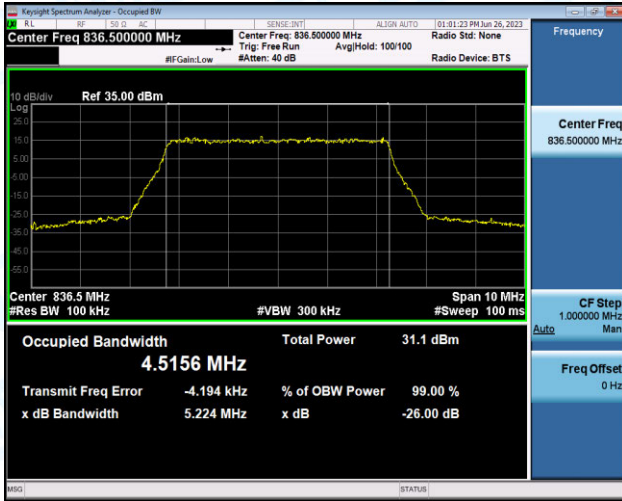 Keysight Spectrum Analyzer - Occupied BW
RL RF 50 Ω AC SENSE:INT ALIGN AUTO 01:01:23 PM Jun 26, 2023
Center Freq 836.500000 MHz
Center Freq: 836.500000 MHz Radio Std: None
Trig: Free Run Avg|Hold: 100/100
#IFGain:Low #Atten: 40 dB Radio Device: BTS
Frequency
10 dB/div Ref 35.00 dBm
Log
25.0
15.0
5.00
-5.00
-15.0
-25.0
-35.0
-45.0
-55.0
Center 836.5 MHz Span 10 MHz
#Res BW 100 kHz #VBW 300 kHz #Sweep 100 ms
Center Freq
836.500000 MHz
CF Step
1.000000 MHz
Auto Man
Freq Offset
0 Hz
Occupied Bandwidth Total Power 31.1 dBm
4.5156 MHz
Transmit Freq Error -4.194 kHz % of OBW Power 99.00 %
x dB Bandwidth 5.224 MHz x dB -26.00 dB
MSG STATUS